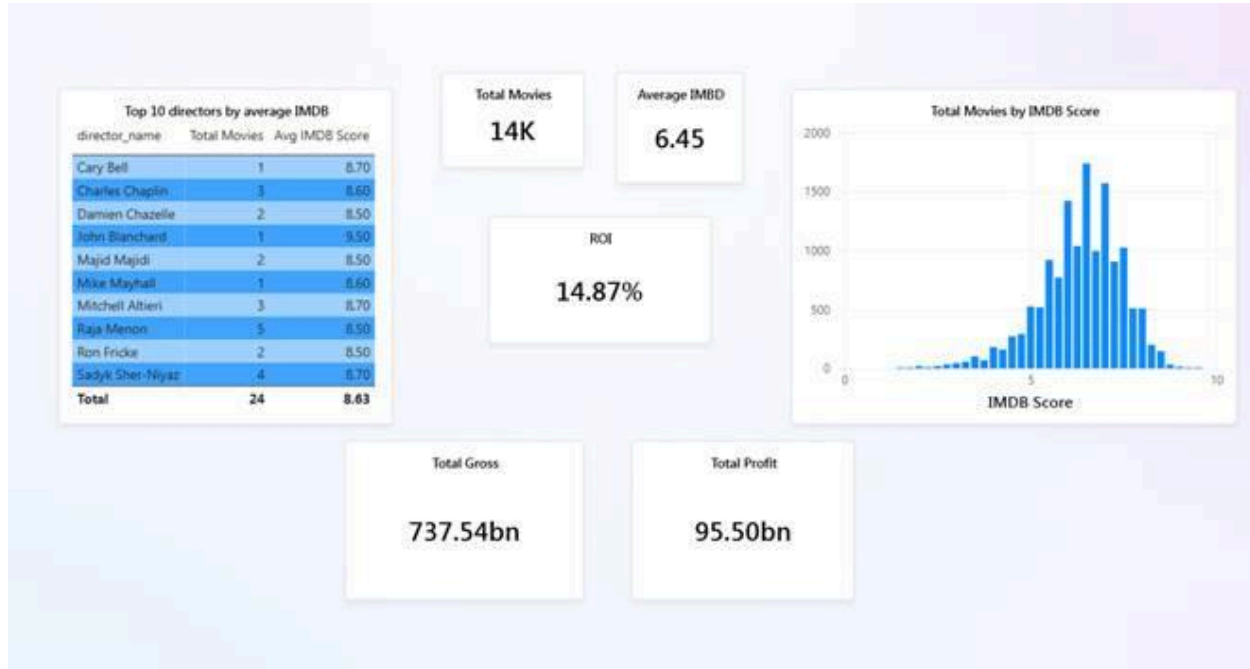 Top 10 directors by average IMDB
director_name Total Movies Avg IMDB Score
Cary Bell 1 8.70
Charles Chaplin 3 8.60
Damien Chazelle 2 8.50
John Blanchard 1 9.50
Majid Majidi 2 8.50
Mike Mayhall 1 8.60
Mitchell Altieri 3 8.70
Raja Menon 5 8.50
Ron Fricke 2 8.50
Sadyk Sher-Niyaz 4 8.70
Total 24 8.63
Total Movies
14K
Average IMBD
6.45
ROI
14.87%
Total Movies by IMDB Score
2000
1500
1000
500
0
0 5 10
IMDB Score
Total Gross
737.54bn
Total Profit
95.50bn